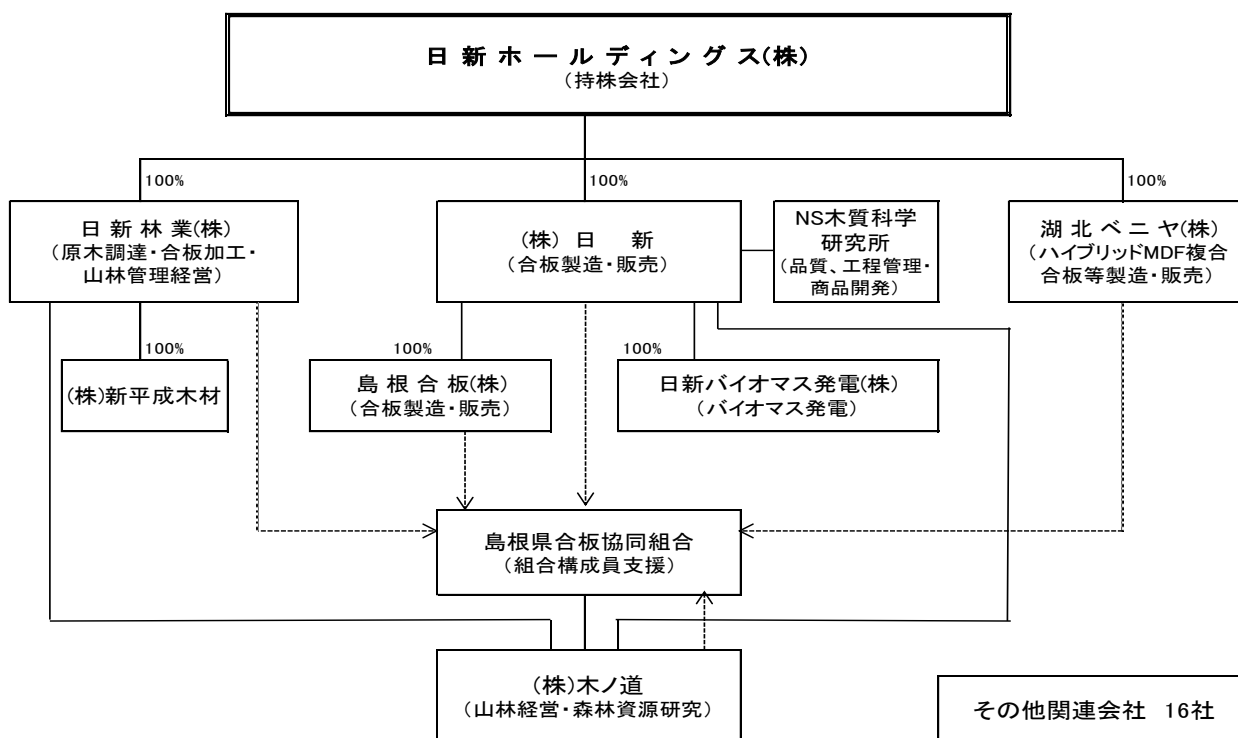 日 新 ホ ー ル デ ィ ン グ ス(株)
(持株会社)
100%
100%
100%
日 新 林 業(株)
(原木調達・合板加工・
山林管理経営)
(株) 日　新
(合板製造・販売)
NS木質科学
研究所
(品質、工程管理・
商品開発)
湖 北 ベ ニ ヤ(株)
(ハイブリッドMDF複合
合板等製造・販売)
100%
100%
100%
(株)新平成木材
島 根 合 板(株)
(合板製造・販売)
日新バイオマス発電(株)
(バイオマス発電)
島根県合板協同組合
(組合構成員支援)
(株)木ノ道
(山林経営・森林資源研究)
その他関連会社 16社